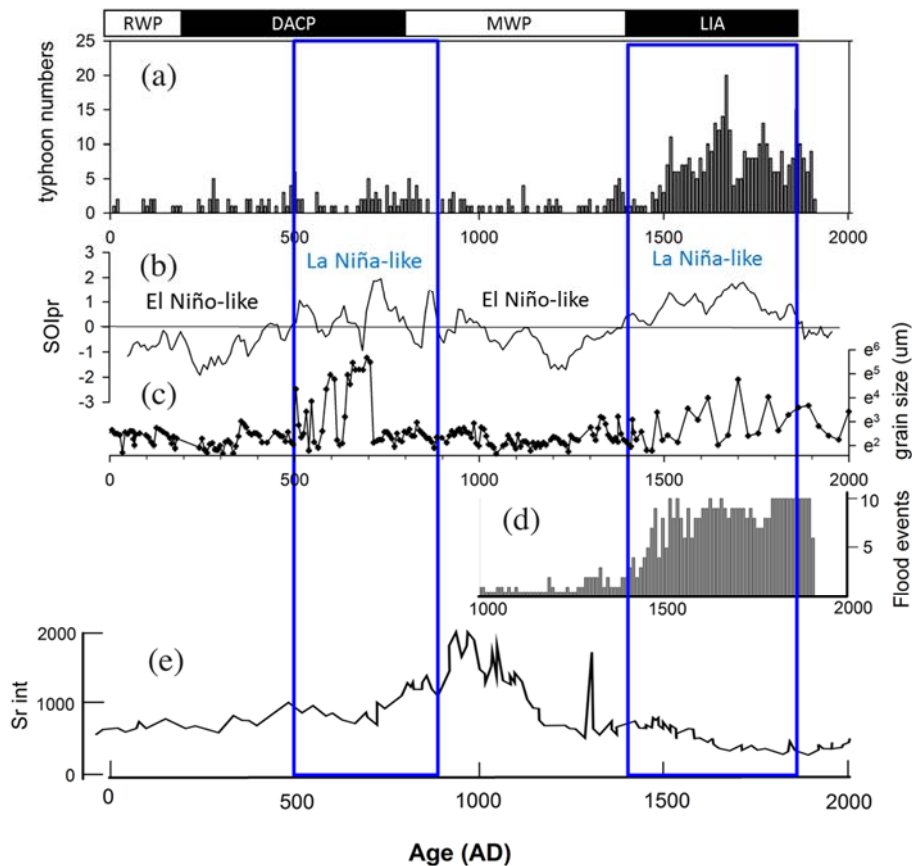 RWP DACP MWP LIA
25
20
15
10
5
0
typhoon numbers
(a)
0 500 1000 1500 2000
(b)
La Niña-like La Niña-like
El Niño-like El Niño-like
3
2
1
0
-1
-2
-3
SOIpr
(c)
e⁶
e⁵
e⁴
e³
e²
grain size (um)
0 500 1000 1500 2000
(d)
10
5
Flood events
1000 1500 2000
2000
1000
0
Sr int
(e)
0 500 1000 1500 2000
Age (AD)